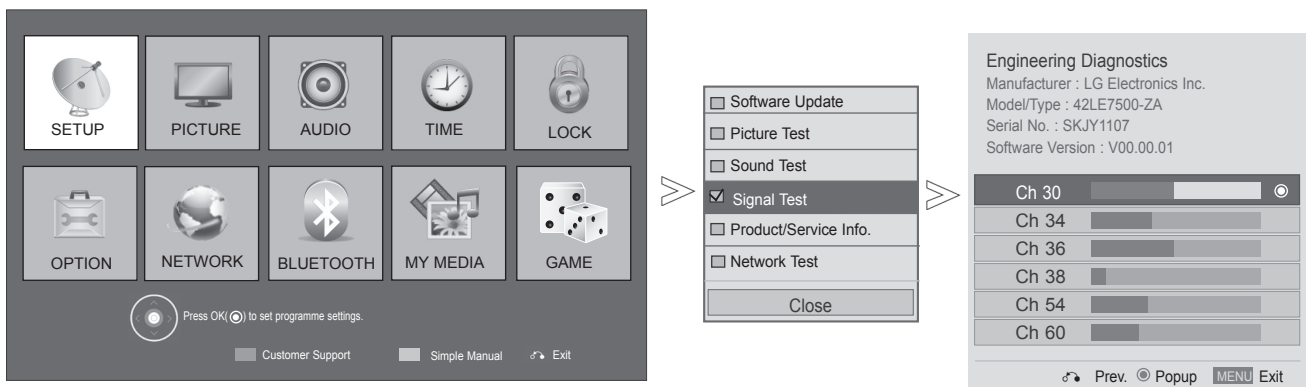 SETUP
PICTURE
AUDIO
TIME
LOCK
OPTION
NETWORK
BLUETOOTH
MY MEDIA
GAME
Press OK(◉) to set programme settings.
Customer Support
Simple Manual
Exit
Software Update
Picture Test
Sound Test
Signal Test
Product/Service Info.
Network Test
Close
Engineering Diagnostics
Manufacturer : LG Electronics Inc.
Model/Type : 42LE7500-ZA
Serial No. : SKJY1107
Software Version : V00.00.01
Ch 30
Ch 34
Ch 36
Ch 38
Ch 54
Ch 60
Prev. ◉ Popup MENU Exit